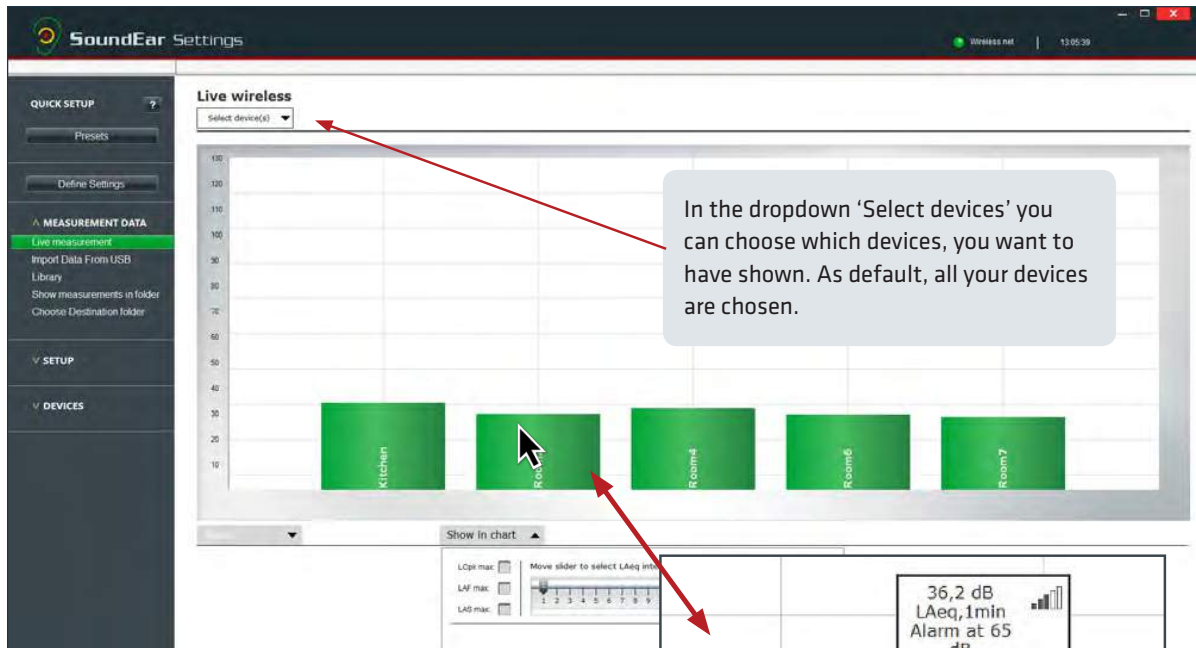 SoundEar Settings
Wireless net | 13:05:39
QUICK SETUP ?
Presets
Define Settings
MEASUREMENT DATA
Live measurement
Import Data From USB
Library
Show measurements in folder
Choose Destination folder
SETUP
DEVICES
Live wireless
Select device(s)
130
120
110
100
90
80
70
60
50
40
30
20
10
Kitchen
Room4
Room6
Room7
In the dropdown ‘Select devices’ you
can choose which devices, you want to
have shown. As default, all your devices
are chosen.
Show in chart
LCpk max
LAF max
LAS max
Move slider to select LAeq
1 2 3 4 5 6 7 8 9
36,2 dB
LAeq,1min
Alarm at 65
dB